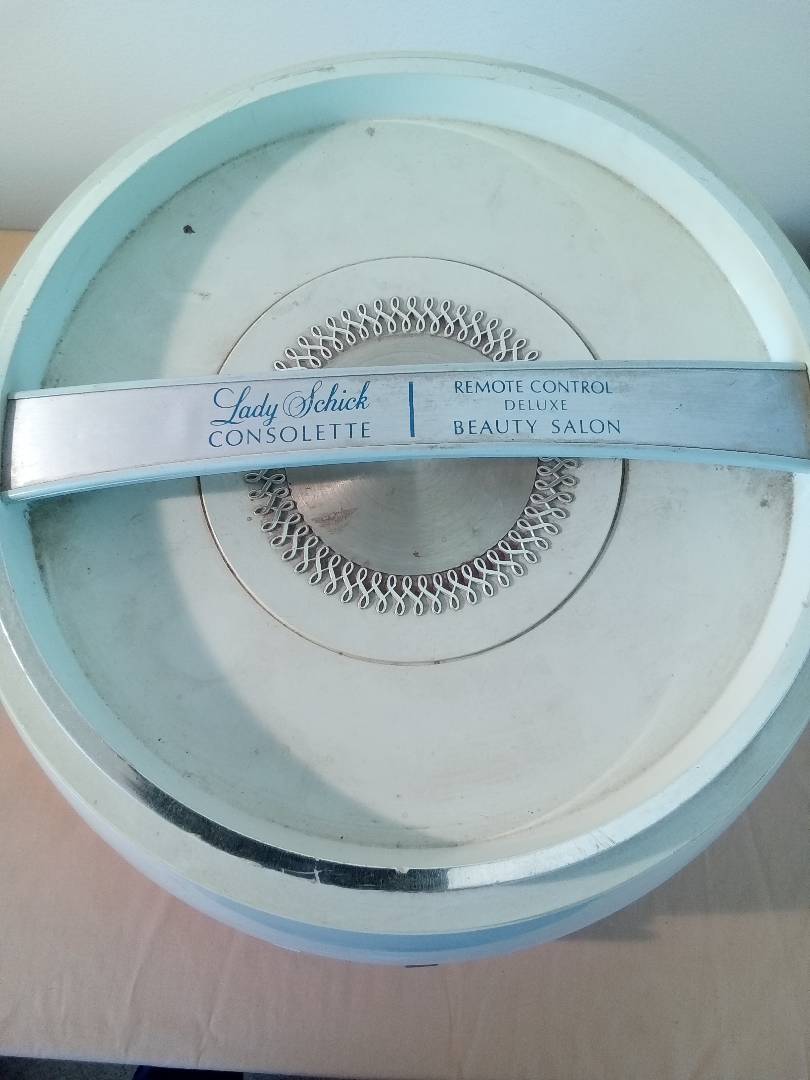 Lady Schick
CONSOLETTE
REMOTE CONTROL
DELUXE
BEAUTY SALON